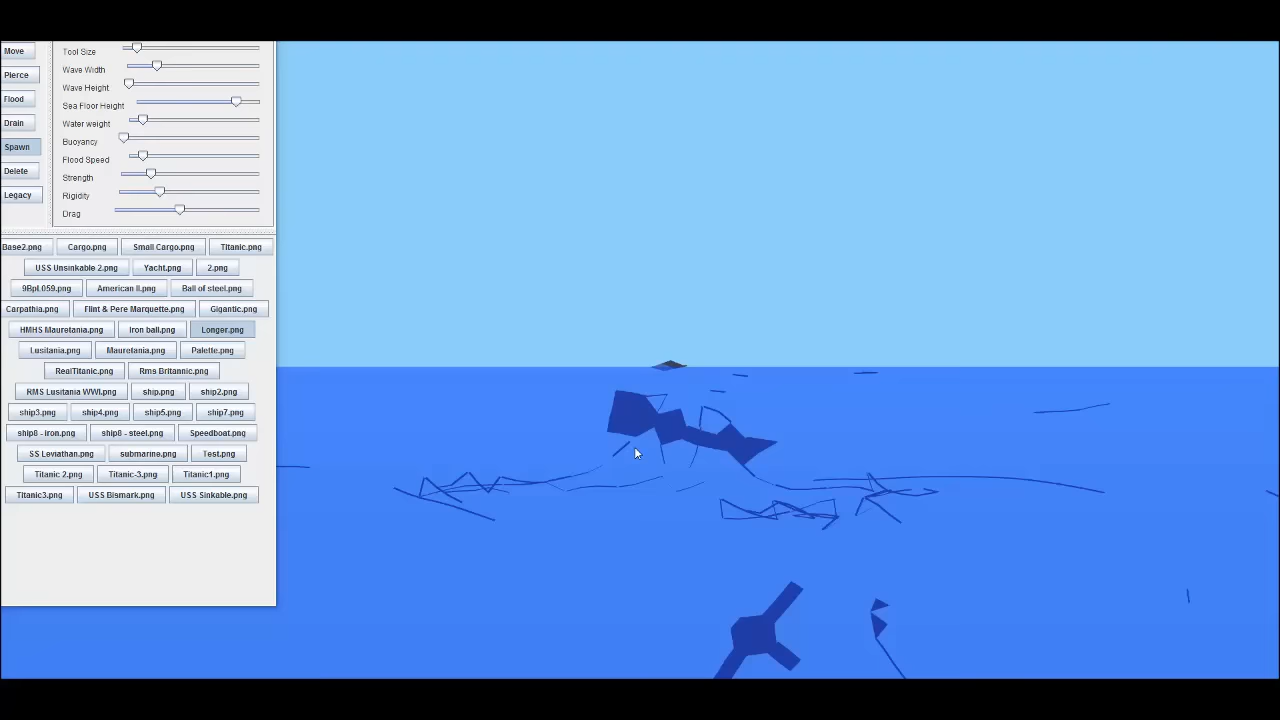 Move
Pierce
Flood
Drain
Spawn
Delete
Legacy
Tool Size
Wave Width
Wave Height
Sea Floor Height
Water weight
Buoyancy
Flood Speed
Strength
Rigidity
Drag
Base2.png Cargo.png Small Cargo.png Titanic.png
USS Unsinkable 2.png Yacht.png 2.png
9BpL059.png American II.png Ball of steel.png
Carpathia.png Flint & Pere Marquette.png Gigantic.png
HMHS Mauretania.png Iron ball.png Longer.png
Lusitania.png Mauretania.png Palette.png
RealTitanic.png Rms Britannic.png
RMS Lusitania WWI.png ship.png ship2.png
ship3.png ship4.png ship5.png ship7.png
ship8 - iron.png ship8 - steel.png Speedboat.png
SS Leviathan.png submarine.png Test.png
Titanic 2.png Titanic-3.png Titanic1.png
Titanic3.png USS Bismark.png USS Sinkable.png